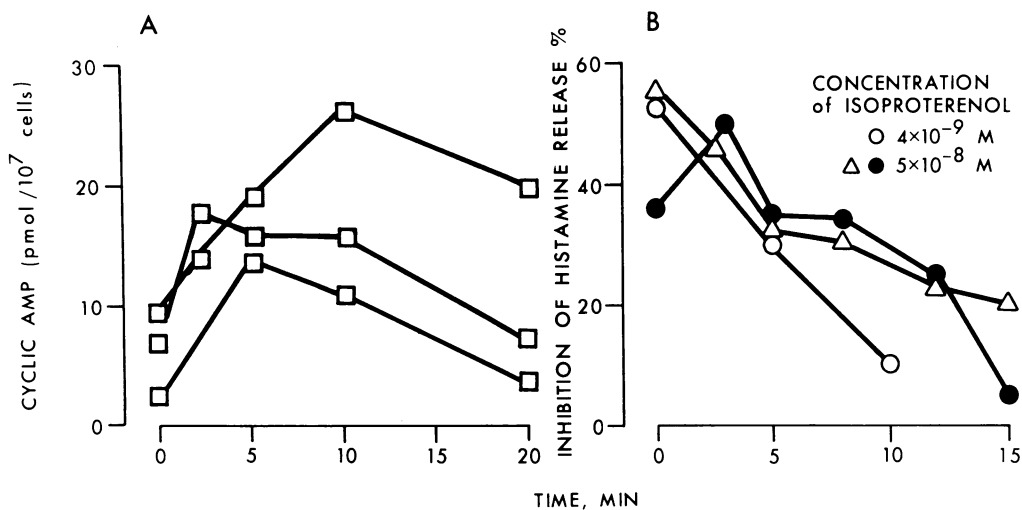 A
CYCLIC AMP (pmol/10⁷ cells)
30
20
10
0
0 5 10 15 20
B
INHIBITION OF HISTAMINE RELEASE %
60
40
20
0
0 5 10 15
CONCENTRATION
of ISOPROTERENOL
○ 4×10⁻⁹ M
△ ● 5×10⁻⁸ M
TIME, MIN